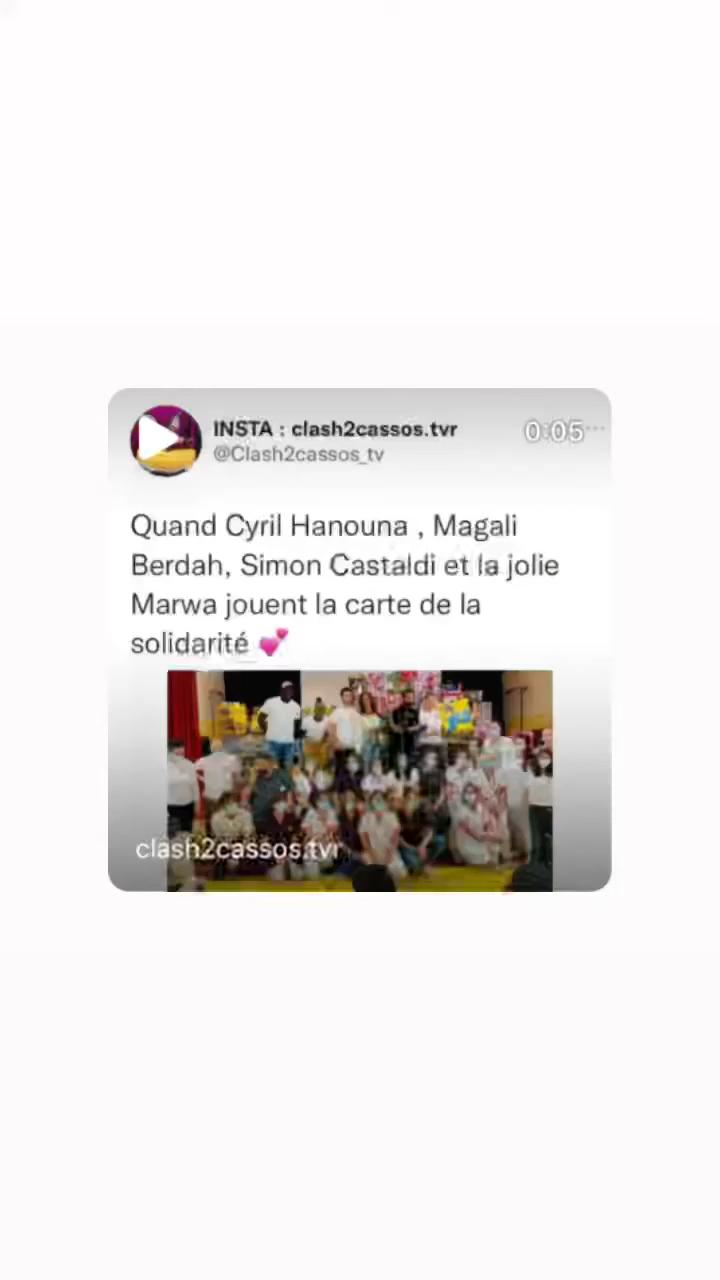 INSTA : clash2cassos.tvr
0:05
@Clash2cassos_tv
Quand Cyril Hanouna , Magali
Berdah, Simon Castaldi et la jolie
Marwa jouent la carte de la
solidarité 💕
clash2cassos.tvr